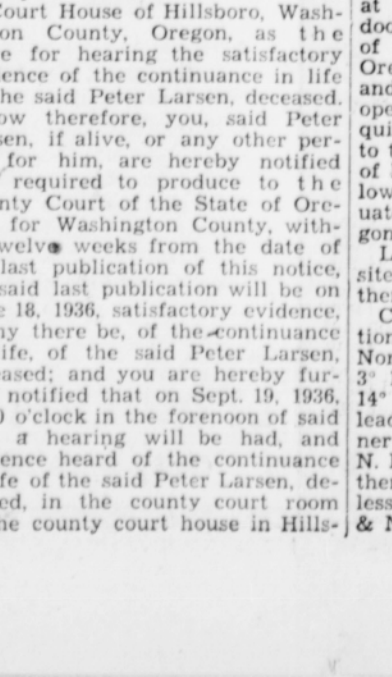 Court House of Hillsboro, Wash-
on County, Oregon, as the
e for hearing the satisfactory
ence of the continuance in life
he said Peter Larsen, deceased.
ow therefore, you, said Peter
sen, if alive, or any other per-
for him, are hereby notified
required to produce to the
nty Court of the State of Ore-
for Washington County, with-
welve weeks from the date of
last publication of this notice,
said last publication will be on
e 18, 1936, satisfactory evidence,
ny there be, of the continuance
ife, of the said Peter Larsen,
eased; and you are hereby fur-
notified that on Sept. 19, 1936,
0 o'clock in the forenoon of said
a hearing will be had, and
ence heard of the continuance
fe of the said Peter Larsen, de-
ed, in the county court room
he county court house in Hills-
at
doc
of
Ore
and
ope
qui
to t
of
low
uat
gon
L
site
the
C
tion
Nor
3°
14°
lead
ner
N.
ther
less
& N